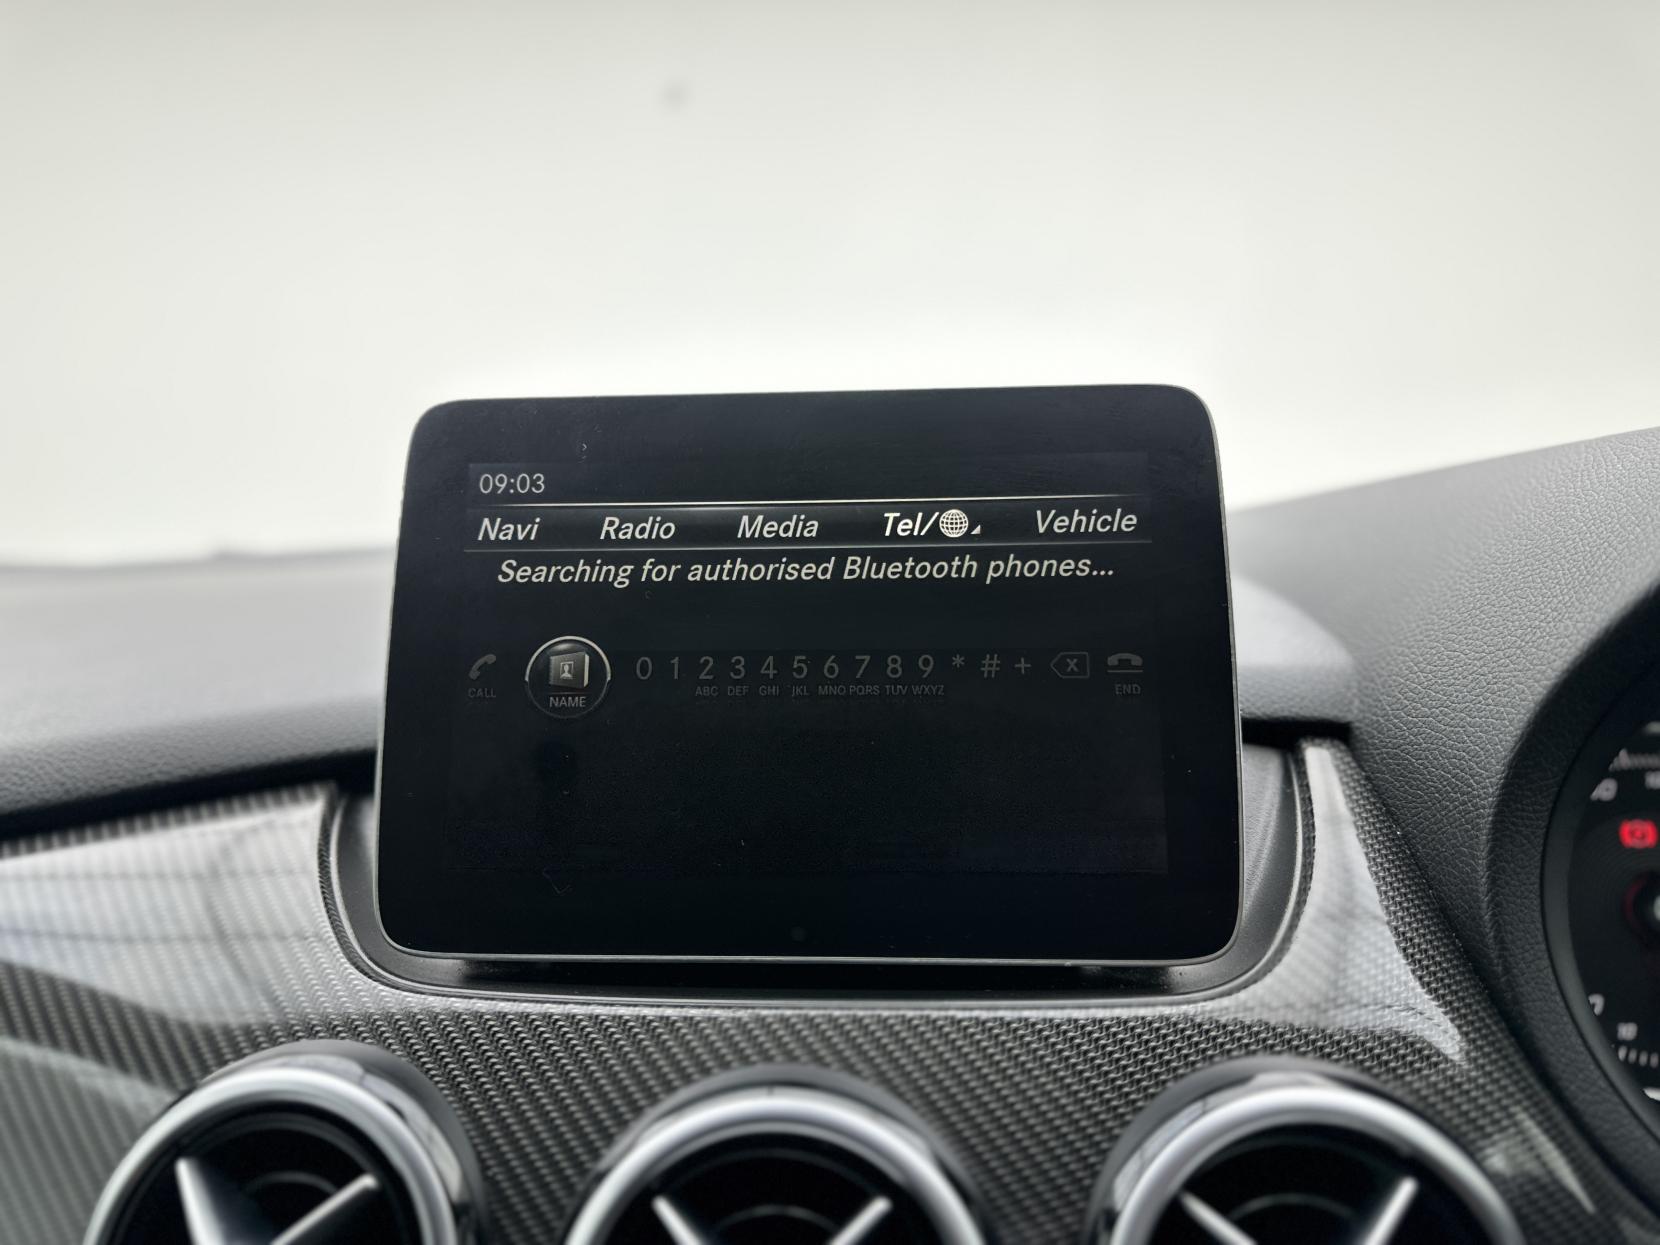 09:03
Navi Radio Media Tel/ Vehicle
Searching for authorised Bluetooth phones...
0 1 2 3 4 5 6 7 8 9 * # +
ABC DEF GHI JKL MNO PQRS TUV WXYZ
CALL NAME END